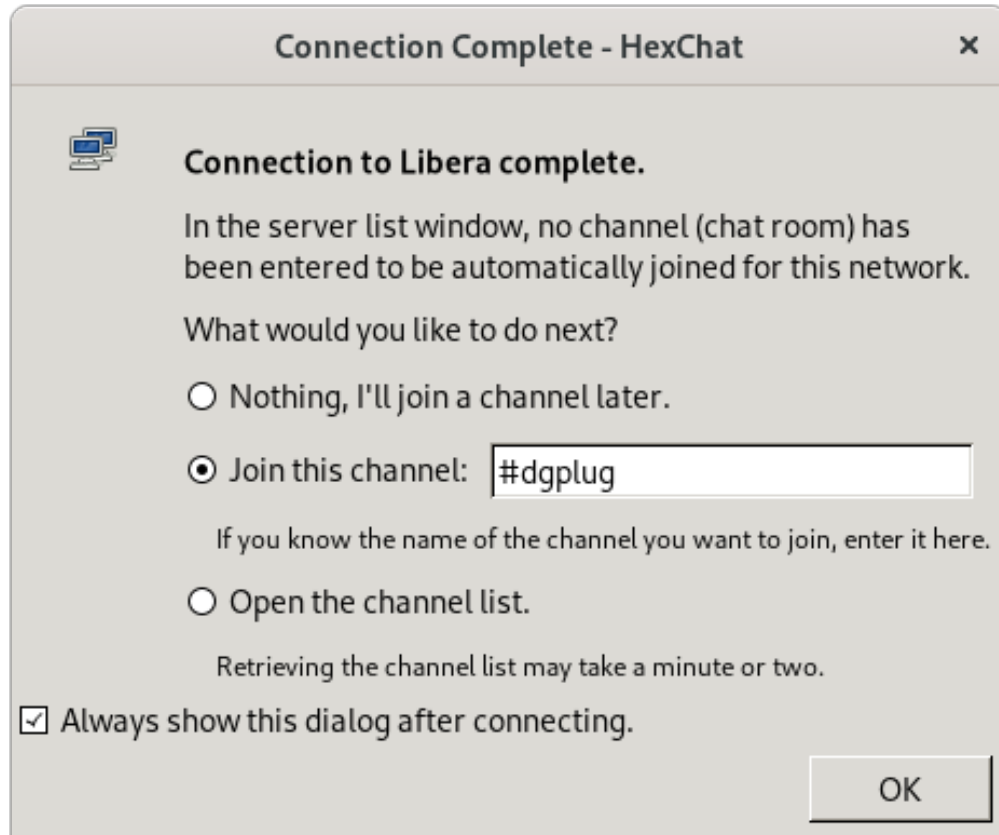 Connection Complete - HexChat
Connection to Libera complete.
In the server list window, no channel (chat room) has
been entered to be automatically joined for this network.
What would you like to do next?
Nothing, I'll join a channel later.
Join this channel: #dgplug
If you know the name of the channel you want to join, enter it here.
Open the channel list.
Retrieving the channel list may take a minute or two.
Always show this dialog after connecting.
OK